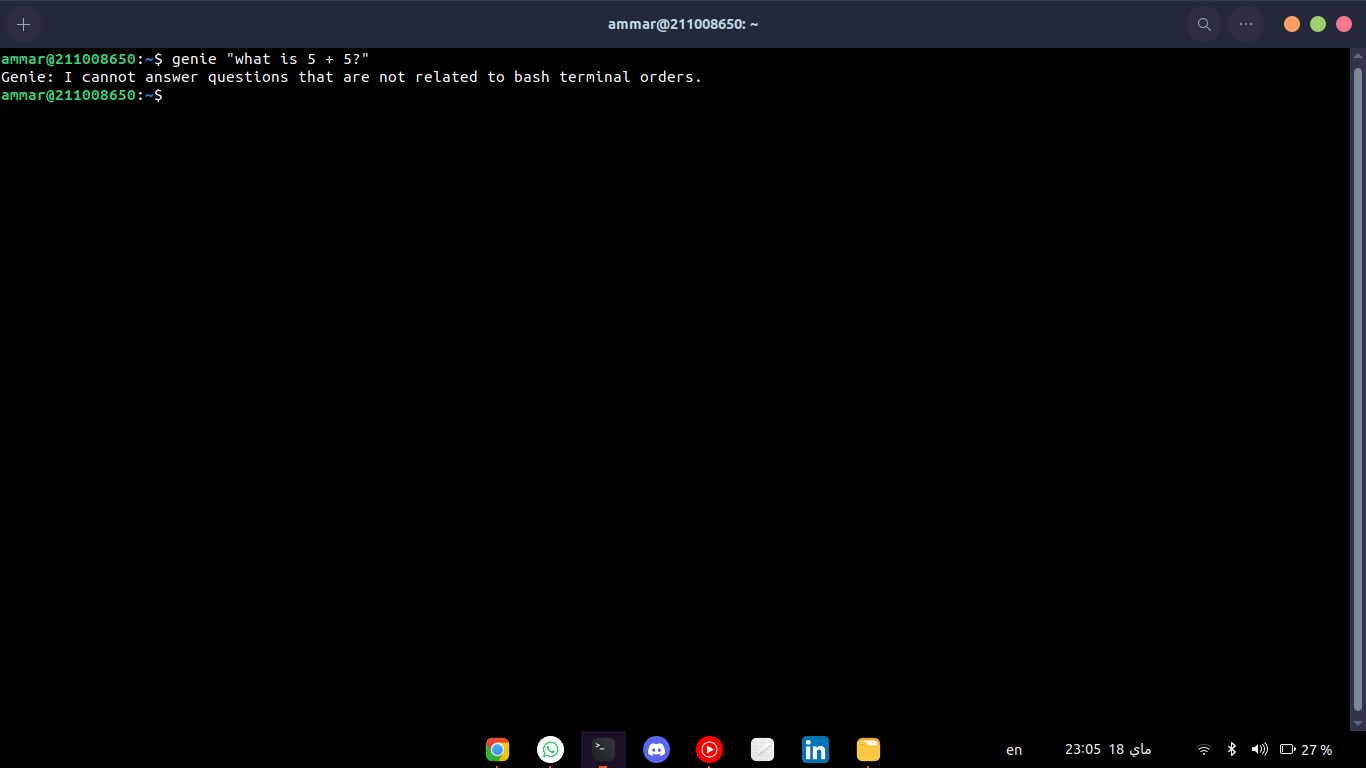 ammar@211008650: ~
ammar@211008650:~$ genie "what is 5 + 5?"
Genie: I cannot answer questions that are not related to bash terminal orders.
ammar@211008650:~$
>_
in
en
23:05 18 ماي
27 %